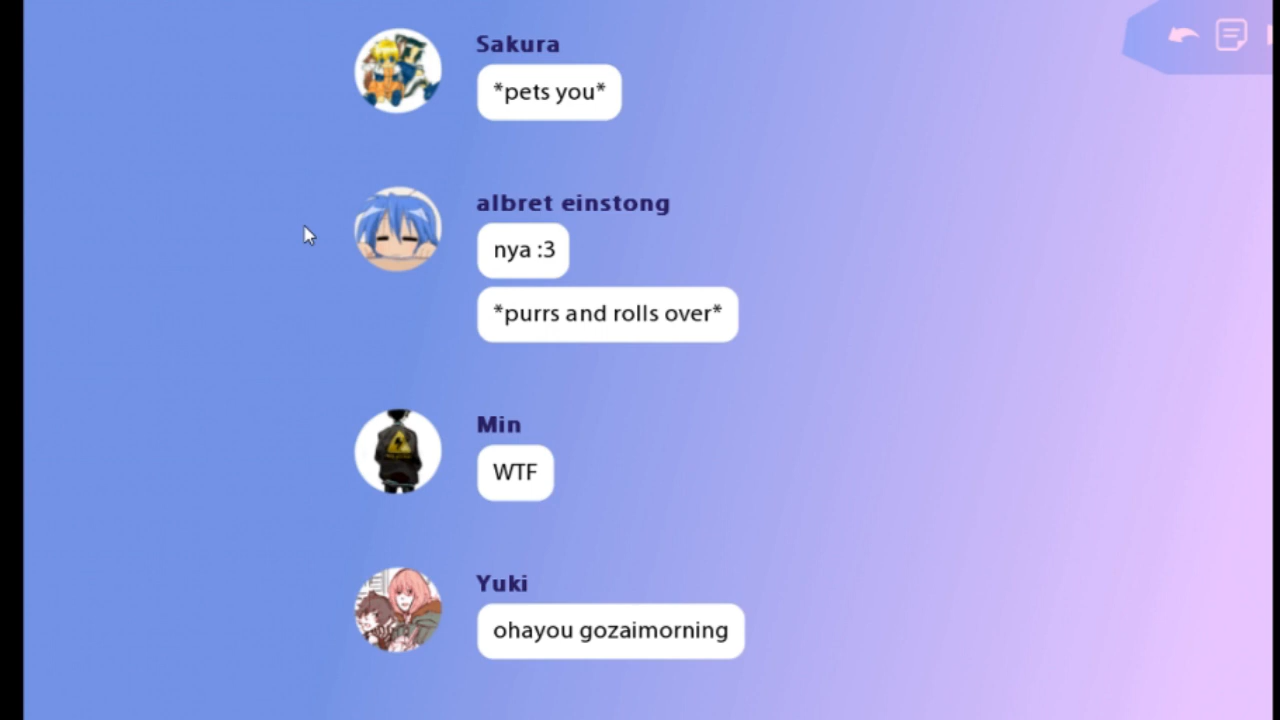 Sakura
*pets you*
albret einstong
nya :3
*purrs and rolls over*
Min
WTF
Yuki
ohayou gozaimorning